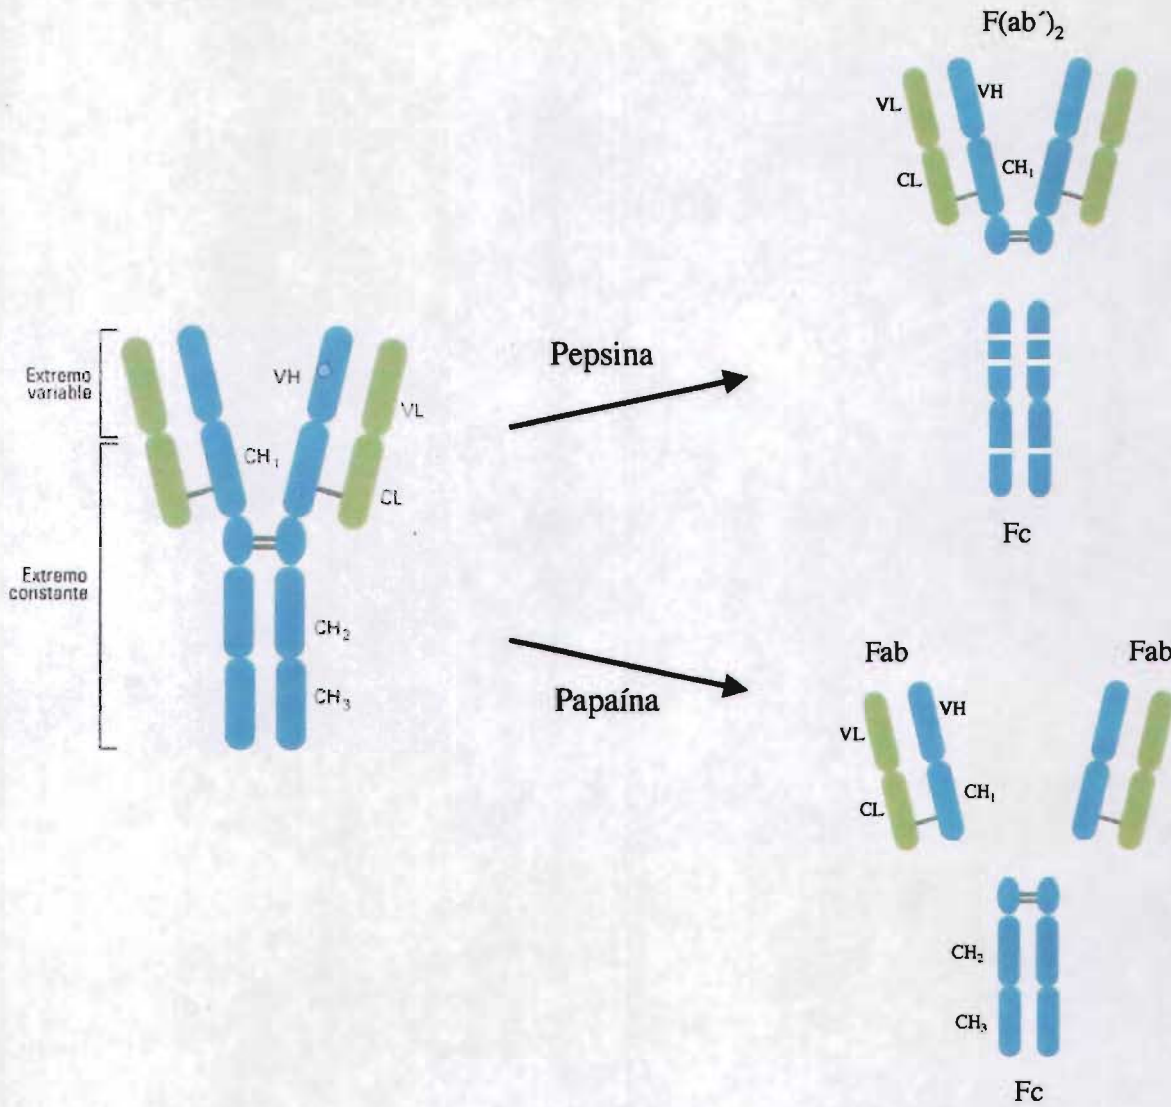 F(ab´)₂
VL
VH
CL
CH₁
Fc
Pepsina
Extremo
variable
VH
VL
CH₁
CL
Extremo
constante
CH₂
CH₃
Papaína
Fab
Fab
VL
VH
CL
CH₁
CH₂
CH₃
Fc